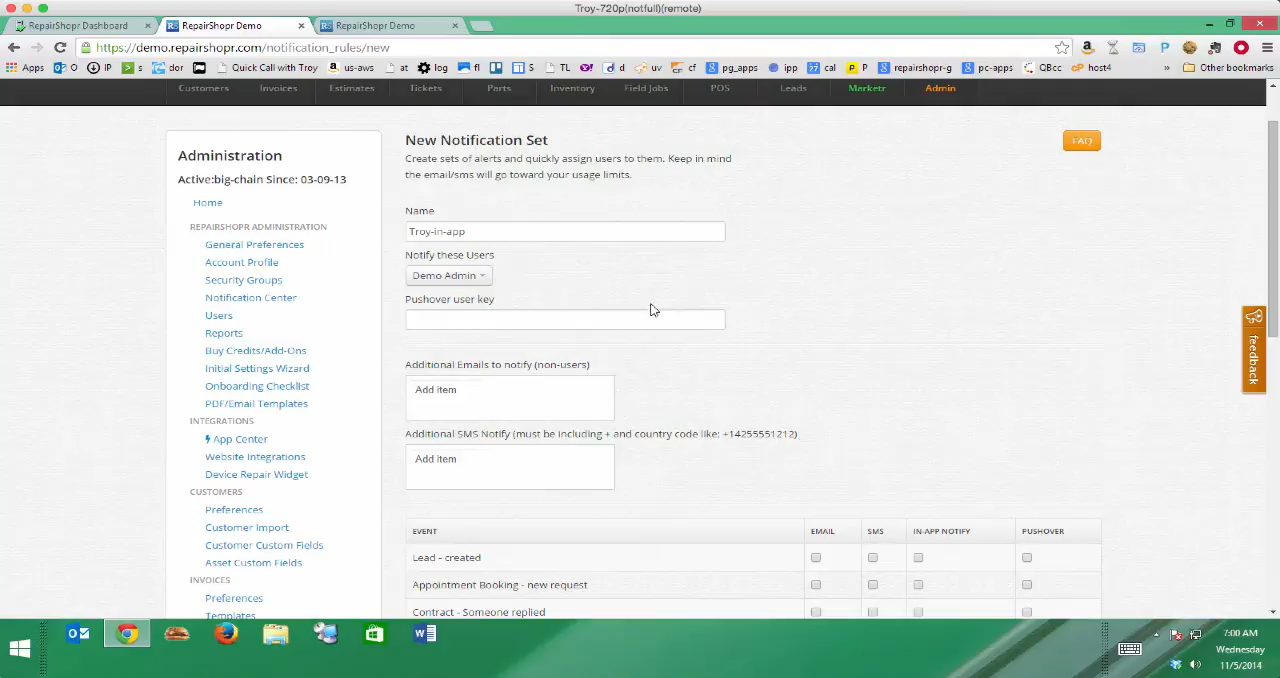 Troy-720p(notfull)(remote)
RepairShopr Dashboard
RepairShopr Demo
RepairShopr Demo
https://demo.repairshopr.com/notification_rules/new
Apps
O
IP
s
dor
Quick Call with Troy
us-avs
at
log
fl
S
TL
d
uv
cf
pg_apps
ipp
cal
P
repairshopr-g
pc-apps
QBcc
host4
»
Other bookmarks
Customers
Invoices
Estimates
Tickets
Parts
Inventory
Field Jobs
POS
Leads
Marketr
Admin
Administration
Active:big-chain Since: 03-09-13
Home
REPAIRSHOPR ADMINISTRATION
General Preferences
Account Profile
Security Groups
Notification Center
Users
Reports
Buy Credits/Add-Ons
Initial Settings Wizard
Onboarding Checklist
PDF/Email Templates
INTEGRATIONS
App Center
Website Integrations
Device Repair Widget
CUSTOMERS
Preferences
Customer Import
Customer Custom Fields
Asset Custom Fields
INVOICES
Preferences
Templates
New Notification Set
FAQ
Create sets of alerts and quickly assign users to them. Keep in mind
the email/sms will go toward your usage limits.
Name
Troy-in-app
Notify these Users
Demo Admin
Pushover user key
Additional Emails to notify (non-users)
Add item
Additional SMS Notify (must be including + and country code like: +14255551212)
Add item
EVENT EMAIL SMS IN-APP NOTIFY PUSHOVER
Lead - created
Appointment Booking - new request
Contract - Someone replied
feedback
7:00 AM
Wednesday
11/5/2014